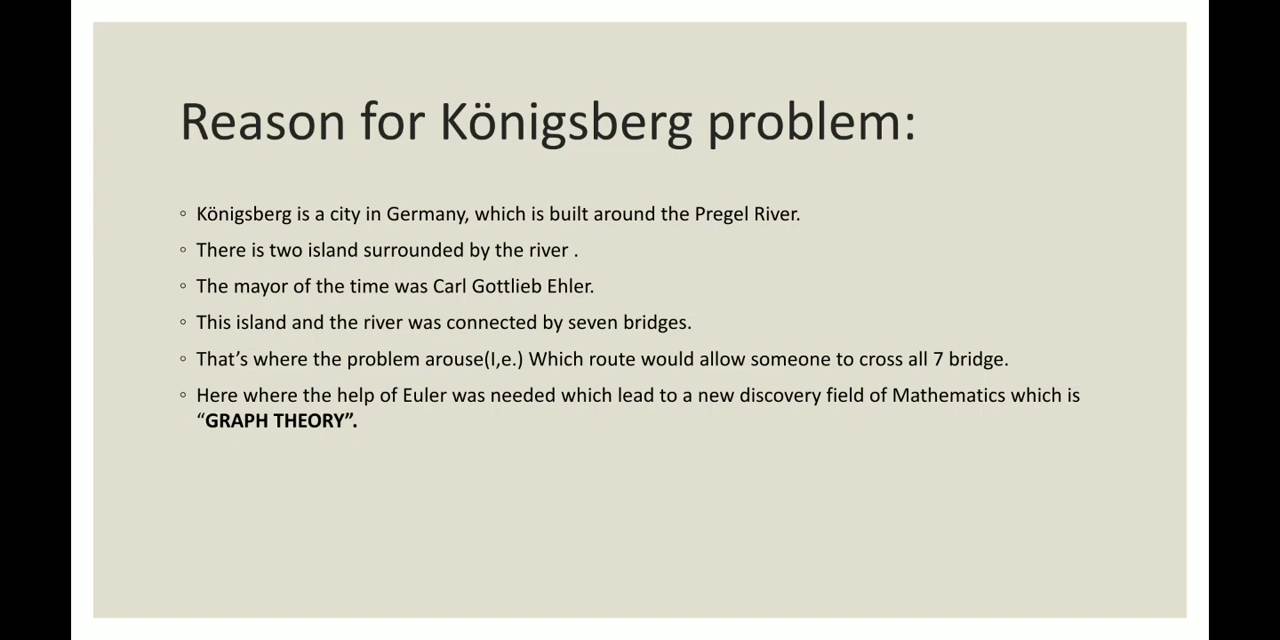 Reason for Königsberg problem:
◦ Königsberg is a city in Germany, which is built around the Pregel River.
◦ There is two island surrounded by the river .
◦ The mayor of the time was Carl Gottlieb Ehler.
◦ This island and the river was connected by seven bridges.
◦ That’s where the problem arouse(I,e.) Which route would allow someone to cross all 7 bridge.
◦ Here where the help of Euler was needed which lead to a new discovery field of Mathematics which is
“GRAPH THEORY”.